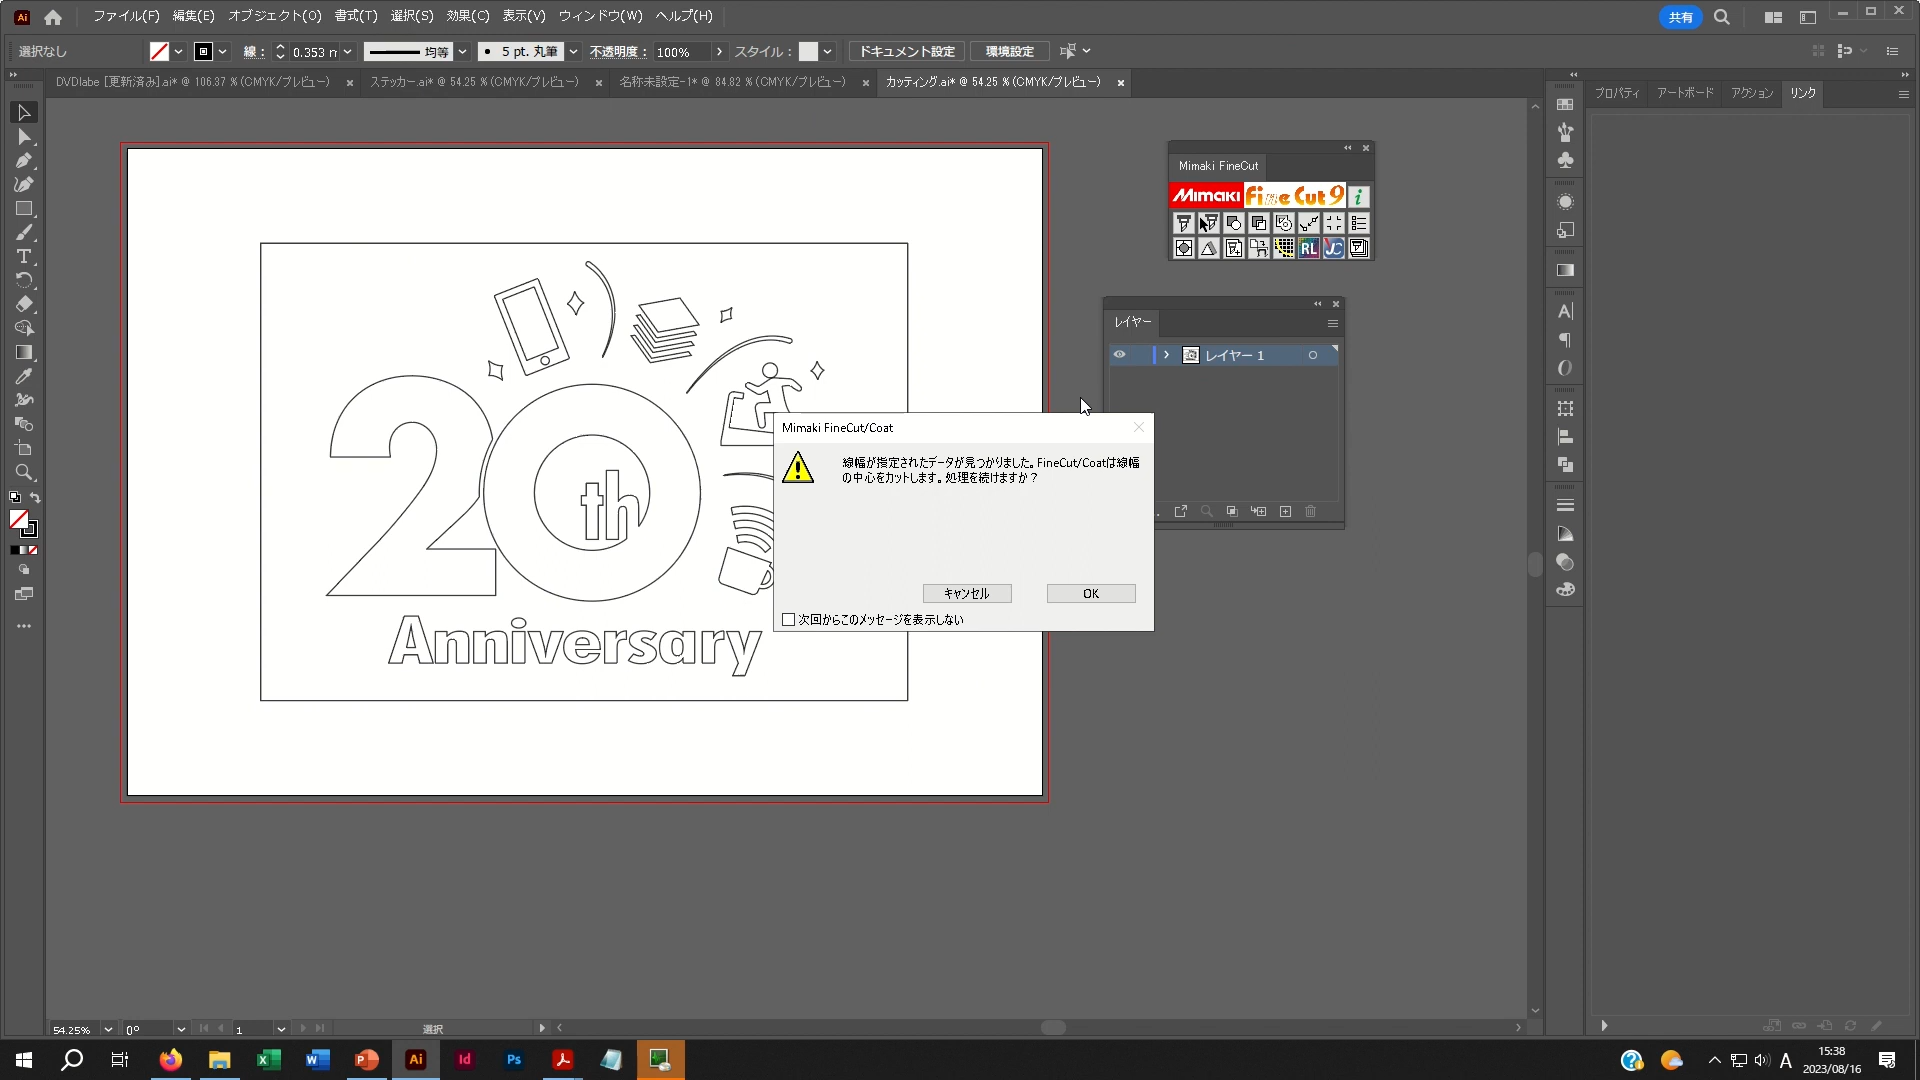 Ai ファイル(F) 編集(E) オブジェクト(O) 書式(T) 選択(S) 効果(C) 表示(V) ウィンドウ(W) ヘルプ(H) 共有
選択なし 線： 0.353 m 均等 5 pt. 丸筆 不透明度： 100% スタイル： ドキュメント設定 環境設定
DVDlabe [更新済み].ai* @ 106.37 % (CMYK/プレビュー) ステッカー.ai* @ 54.25 % (CMYK/プレビュー) 名称未設定-1* @ 84.82 % (CMYK/プレビュー) カッティング.ai* @ 54.25 % (CMYK/プレビュー)
プロパティ アートボード アクション リンク
Mimaki FineCut
Mimaki Fine Cut 9 i
RL JC
レイヤー
レイヤー 1
20th
Anniversary
Mimaki FineCut/Coat
線幅が指定されたデータが見つかりました。FineCut/Coatは線幅
の中心をカットします。処理を続けますか？
キャンセル OK
次回からこのメッセージを表示しない
54.25% 0° 1 選択
Ai Id Ps A 15:38
2023/08/16